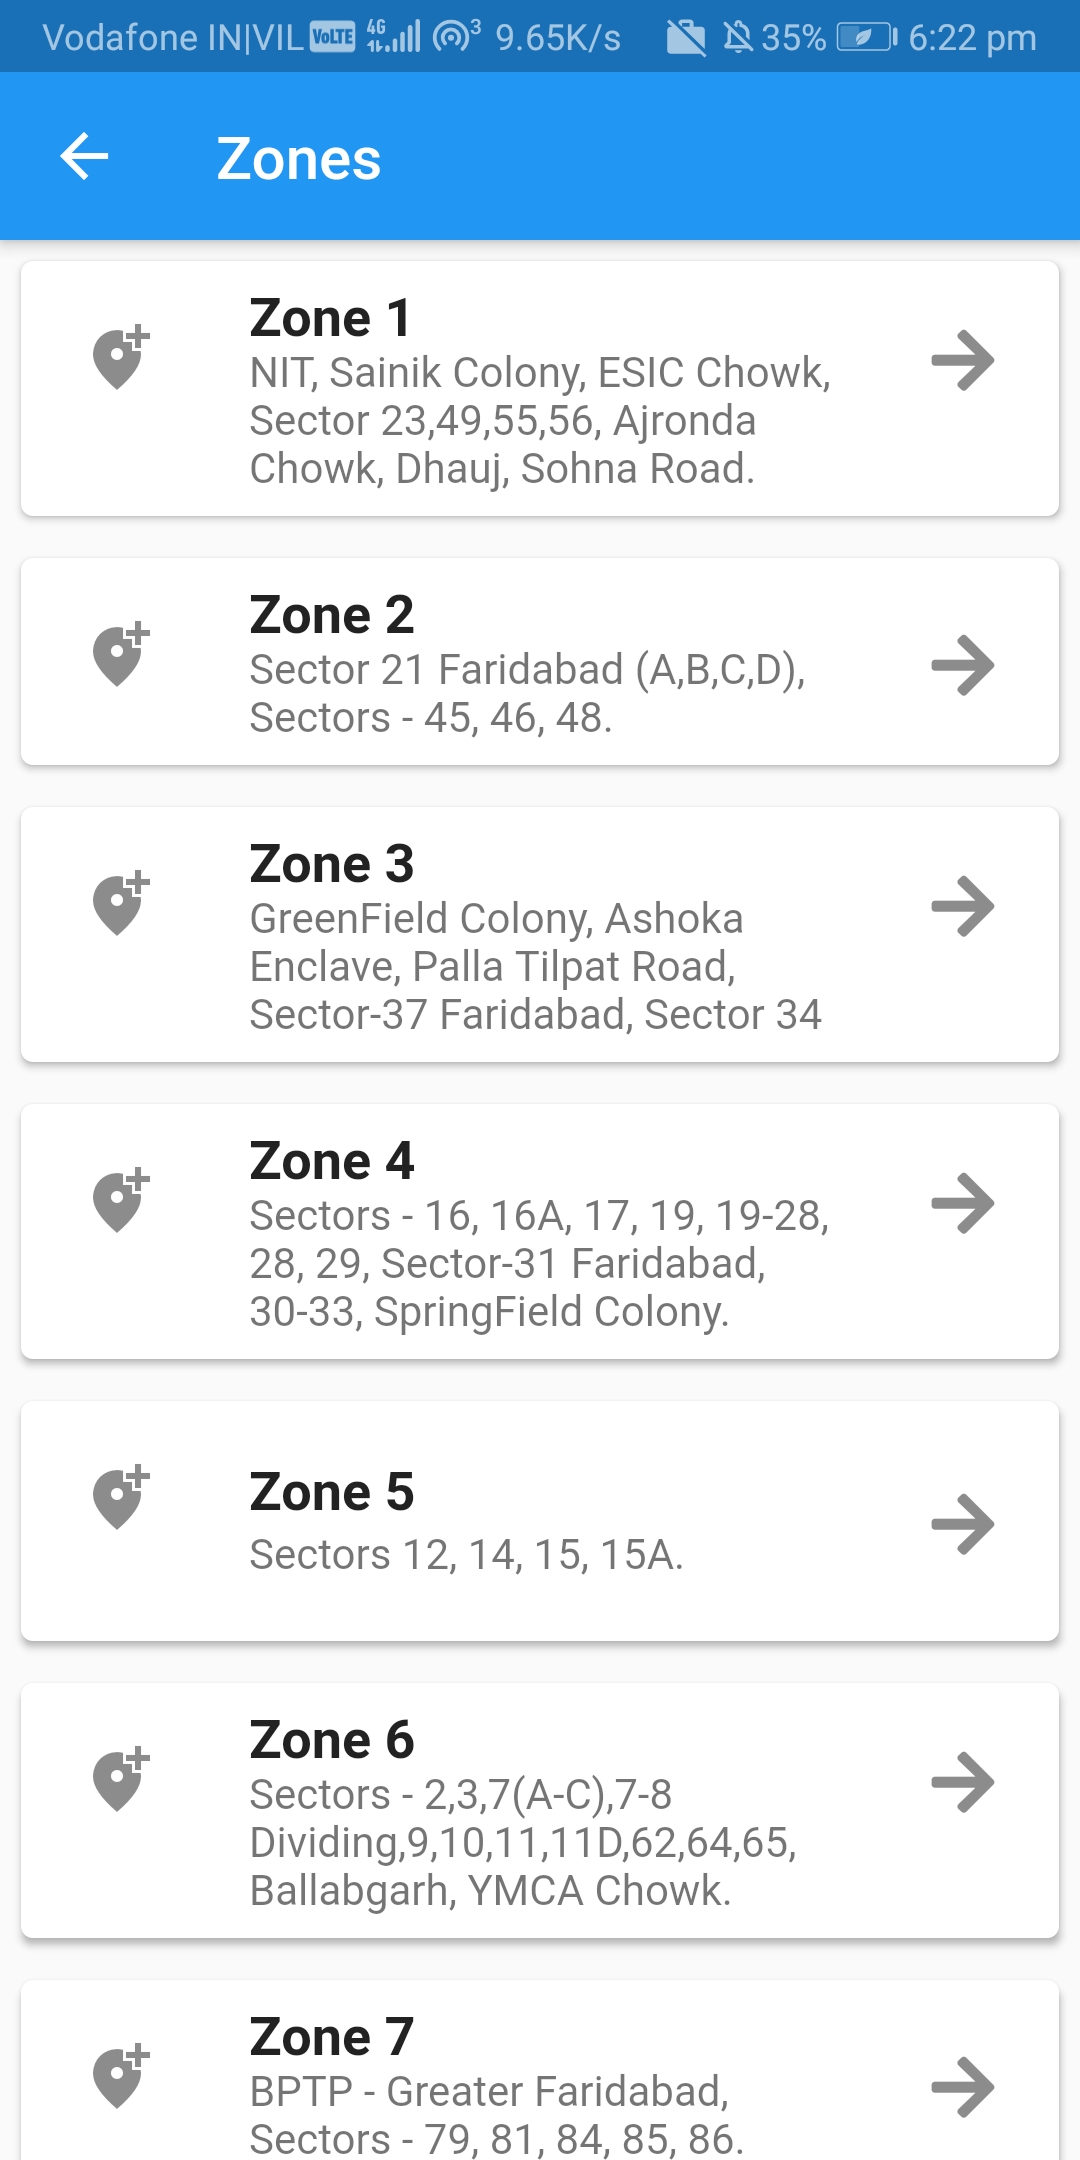 Vodafone IN|VIL VoLTE 4G 3 9.65K/s 35% 6:22 pm
Zones
Zone 1
NIT, Sainik Colony, ESIC Chowk,
Sector 23,49,55,56, Ajronda
Chowk, Dhauj, Sohna Road.
Zone 2
Sector 21 Faridabad (A,B,C,D),
Sectors - 45, 46, 48.
Zone 3
GreenField Colony, Ashoka
Enclave, Palla Tilpat Road,
Sector-37 Faridabad, Sector 34
Zone 4
Sectors - 16, 16A, 17, 19, 19-28,
28, 29, Sector-31 Faridabad,
30-33, SpringField Colony.
Zone 5
Sectors 12, 14, 15, 15A.
Zone 6
Sectors - 2,3,7(A-C),7-8
Dividing,9,10,11,11D,62,64,65,
Ballabgarh, YMCA Chowk.
Zone 7
BPTP - Greater Faridabad,
Sectors - 79, 81, 84, 85, 86.